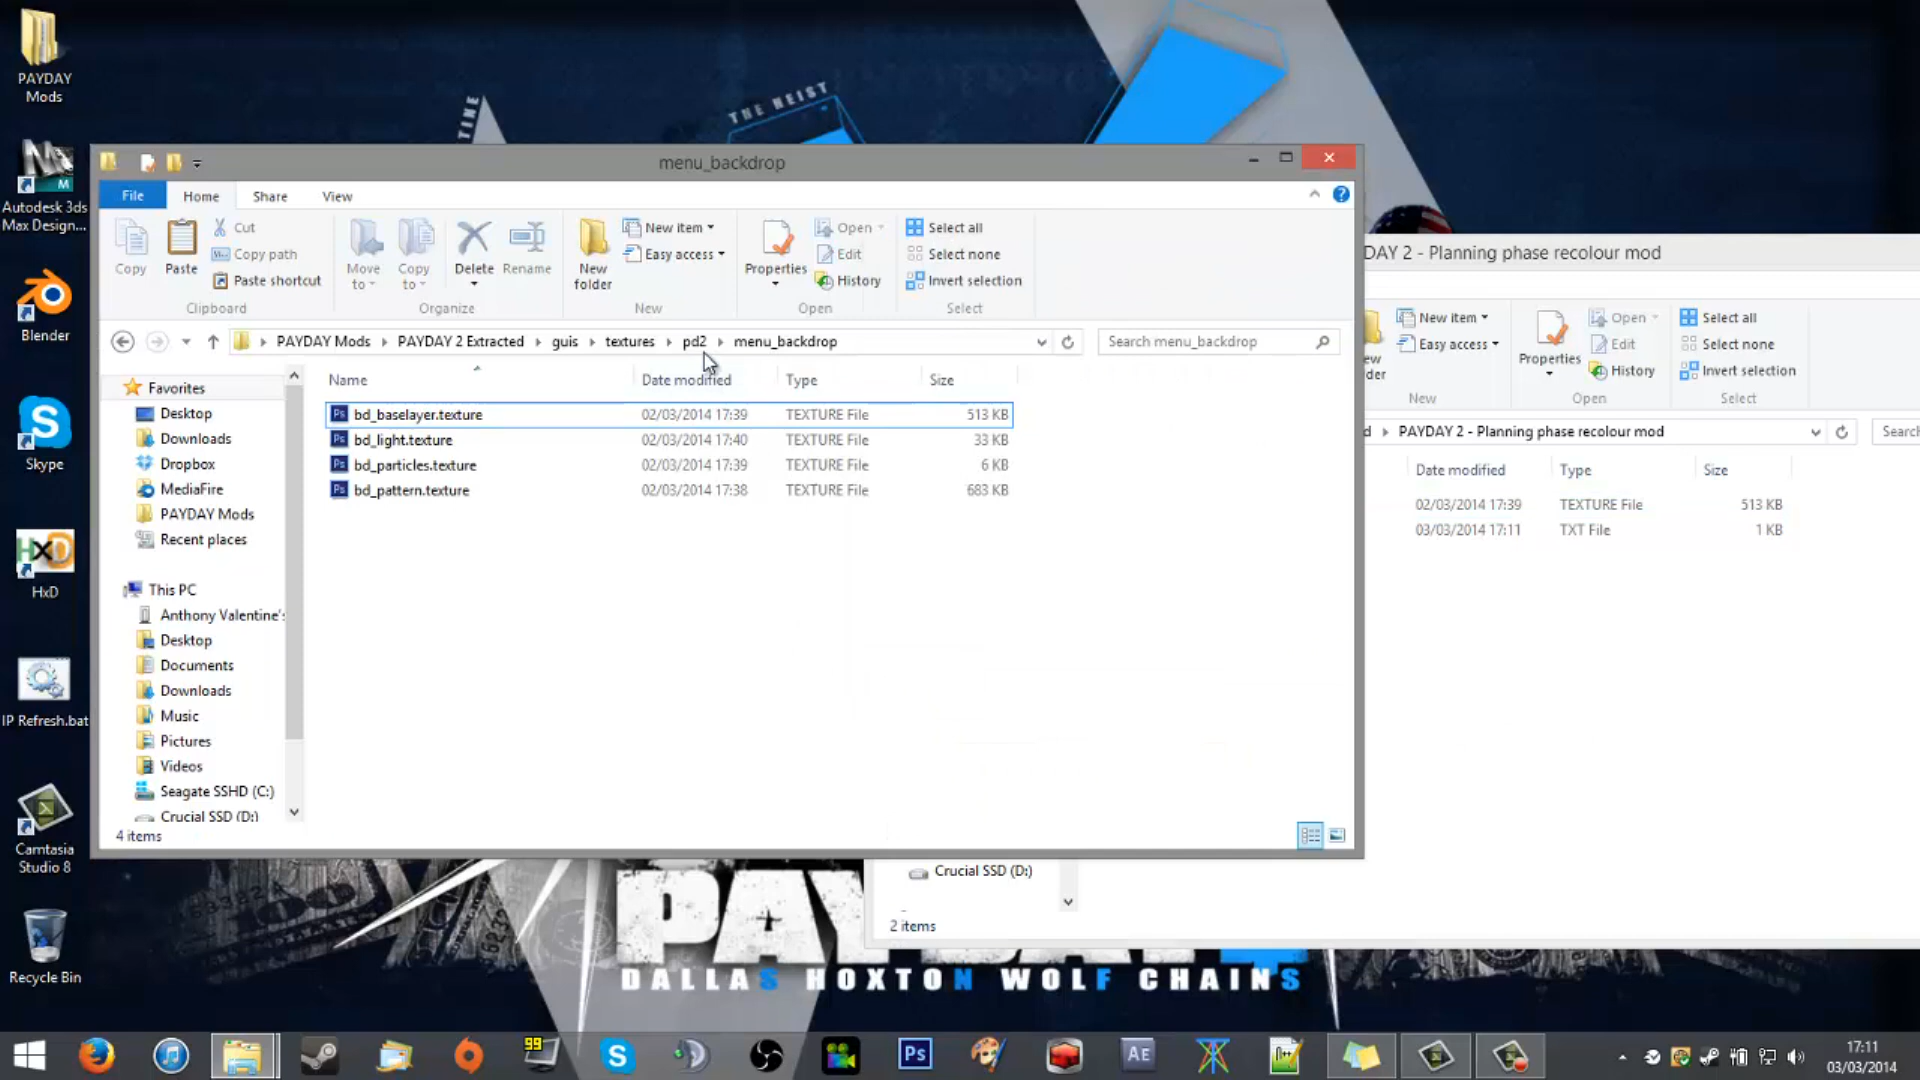 PAYDAY
Mods
Autodesk 3ds
Max Design...
Blender
Skype
HxD
IP Refresh.bat
Camtasia
Studio 8
Recycle Bin
TINE
THE HEIST
menu_backdrop
File Home Share View
Copy
Paste
Cut
Copy path
Paste shortcut
Clipboard
Move
to
Copy
to
Delete
Rename
Organize
New
folder
New item
Easy access
New
Properties
Open
Edit
History
Open
Select all
Select none
Invert selection
Select
PAYDAY Mods PAYDAY 2 Extracted guis textures pd2 menu_backdrop
Search menu_backdrop
Favorites
Desktop
Downloads
Dropbox
MediaFire
PAYDAY Mods
Recent places
This PC
Anthony Valentine's
Desktop
Documents
Downloads
Music
Pictures
Videos
Seagate SSHD (C:)
Crucial SSD (D:)
Name Date modified Type Size
bd_baselayer.texture 02/03/2014 17:39 TEXTURE File 513 KB
bd_light.texture 02/03/2014 17:40 TEXTURE File 33 KB
bd_particles.texture 02/03/2014 17:39 TEXTURE File 6 KB
bd_pattern.texture 02/03/2014 17:38 TEXTURE File 683 KB
4 items
DAY 2 - Planning phase recolour mod
ew
der
New item
Easy access
New
Properties
Open
Edit
History
Open
Select all
Select none
Invert selection
Select
d PAYDAY 2 - Planning phase recolour mod
Searc
Date modified Type Size
02/03/2014 17:39 TEXTURE File 513 KB
03/03/2014 17:11 TXT File 1 KB
Crucial SSD (D:)
2 items
DALLAS HOXTON WOLF CHAINS
99
Ps
AE
17:11
03/03/2014